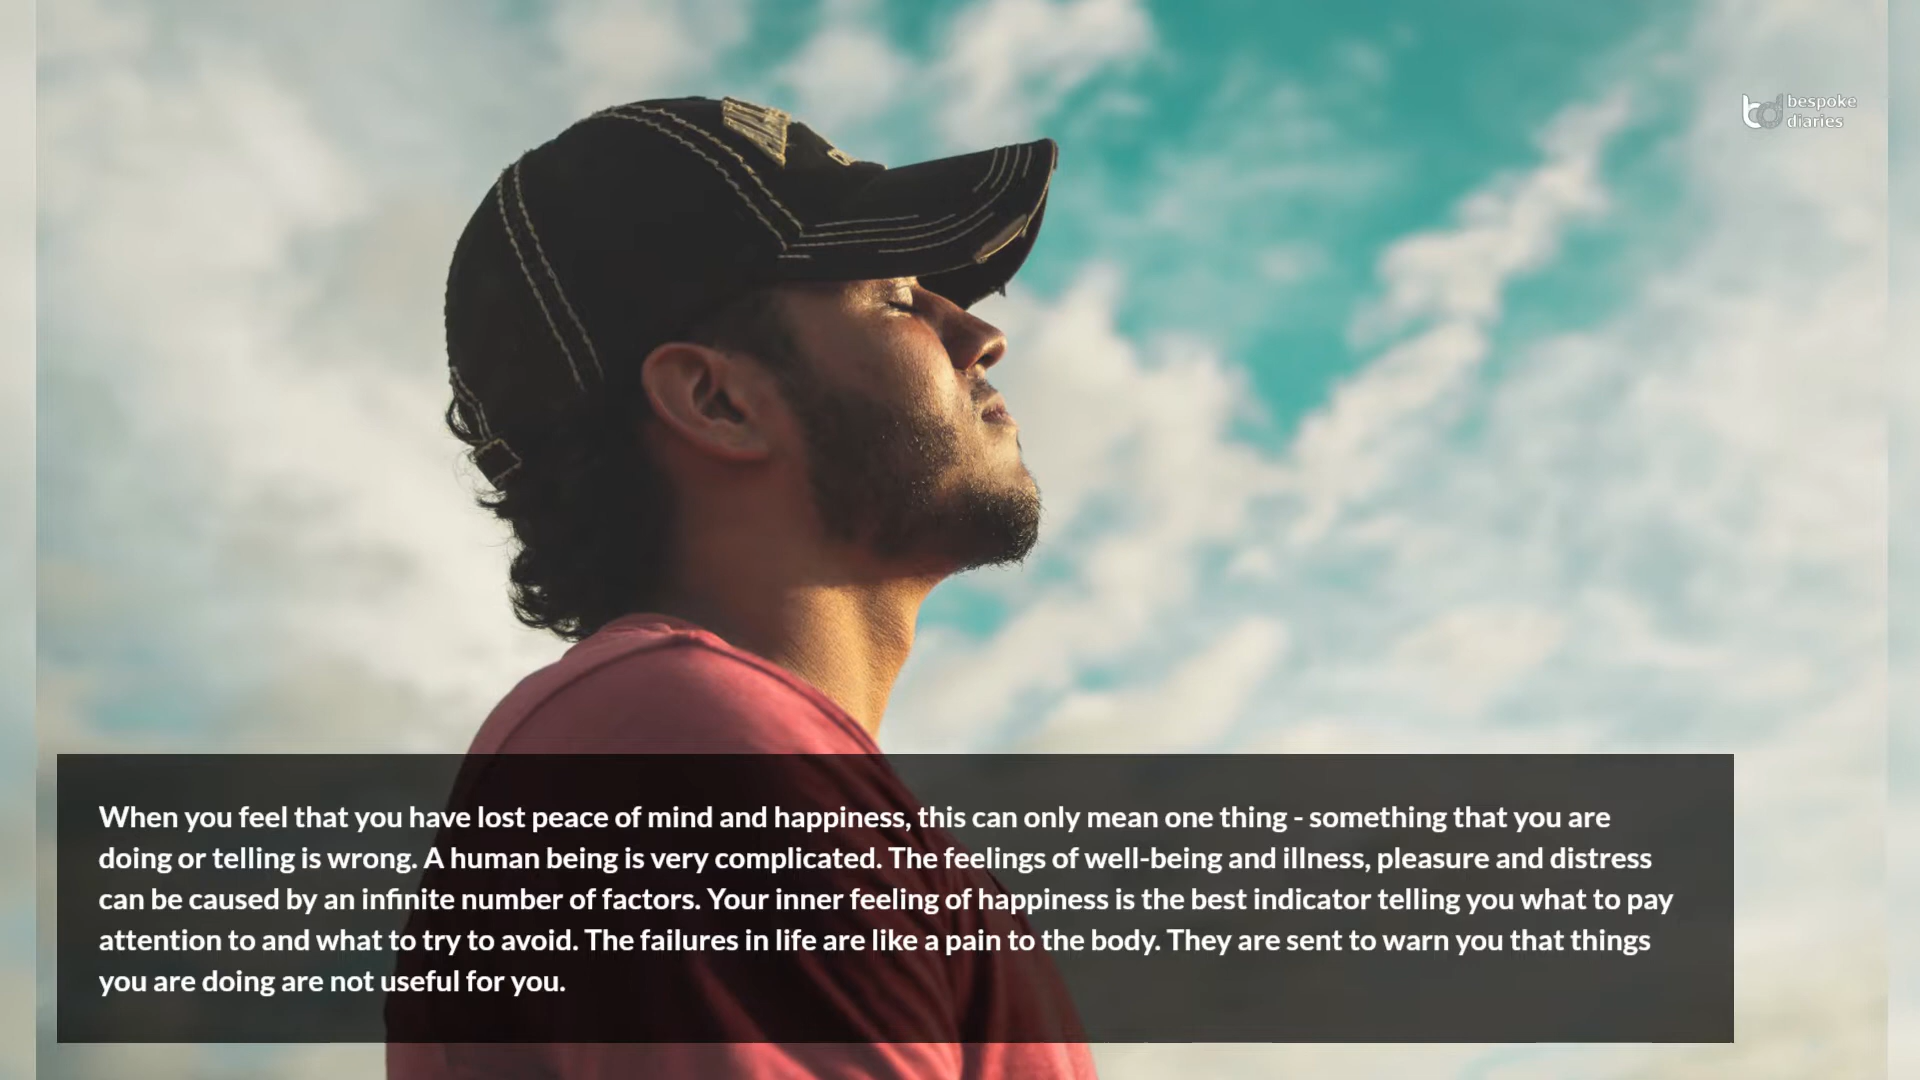 bespoke
diaries
When you feel that you have lost peace of mind and happiness, this can only mean one thing - something that you are
doing or telling is wrong. A human being is very complicated. The feelings of well-being and illness, pleasure and distress
can be caused by an infinite number of factors. Your inner feeling of happiness is the best indicator telling you what to pay
attention to and what to try to avoid. The failures in life are like a pain to the body. They are sent to warn you that things
you are doing are not useful for you.